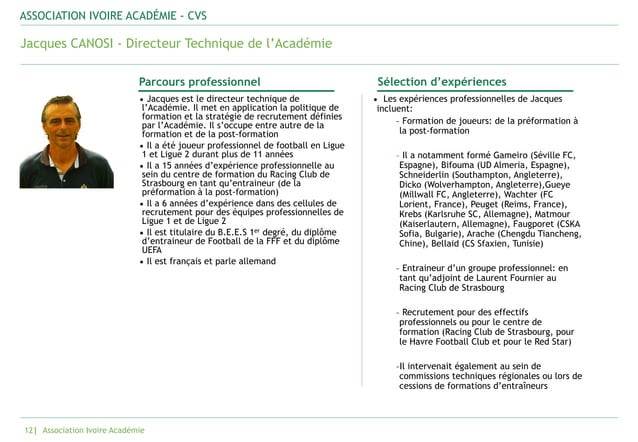 ASSOCIATION IVOIRE ACADÉMIE - CVS
Jacques CANOSI - Directeur Technique de l’Académie
Parcours professionnel
• Jacques est le directeur technique de
l’Académie. Il met en application la politique de
formation et la stratégie de recrutement définies
par l’Académie. Il s’occupe entre autre de la
formation et de la post-formation
• Il a été joueur professionnel de football en Ligue
1 et Ligue 2 durant plus de 11 années
• Il a 15 années d’expérience professionnelle au
sein du centre de formation du Racing Club de
Strasbourg en tant qu’entraineur (de la
préformation à la post-formation)
• Il a 6 années d’expérience dans des cellules de
recrutement pour des équipes professionnelles de
Ligue 1 et de Ligue 2
• Il est titulaire du B.E.E.S 1er degré, du diplôme
d’entraineur de Football de la FFF et du diplôme
UEFA
• Il est français et parle allemand
Sélection d’expériences
• Les expériences professionnelles de Jacques
incluent:
- Formation de joueurs: de la préformation à
la post-formation
- Il a notamment formé Gameiro (Séville FC,
Espagne), Bifouma (UD Almeria, Espagne),
Schneiderlin (Southampton, Angleterre),
Dicko (Wolverhampton, Angleterre),Gueye
(Millwall FC, Angleterre), Wachter (FC
Lorient, France), Peuget (Reims, France),
Krebs (Karlsruhe SC, Allemagne), Matmour
(Kaiserlautern, Allemagne), Faugporet (CSKA
Sofia, Bulgarie), Arache (Chengdu Tiancheng,
Chine), Bellaid (CS Sfaxien, Tunisie)
- Entraineur d’un groupe professionnel: en
tant qu’adjoint de Laurent Fournier au
Racing Club de Strasbourg
- Recrutement pour des effectifs
professionnels ou pour le centre de
formation (Racing Club de Strasbourg, pour
le Havre Football Club et pour le Red Star)
-Il intervenait également au sein de
commissions techniques régionales ou lors de
cessions de formations d’entraîneurs
12| Association Ivoire Académie